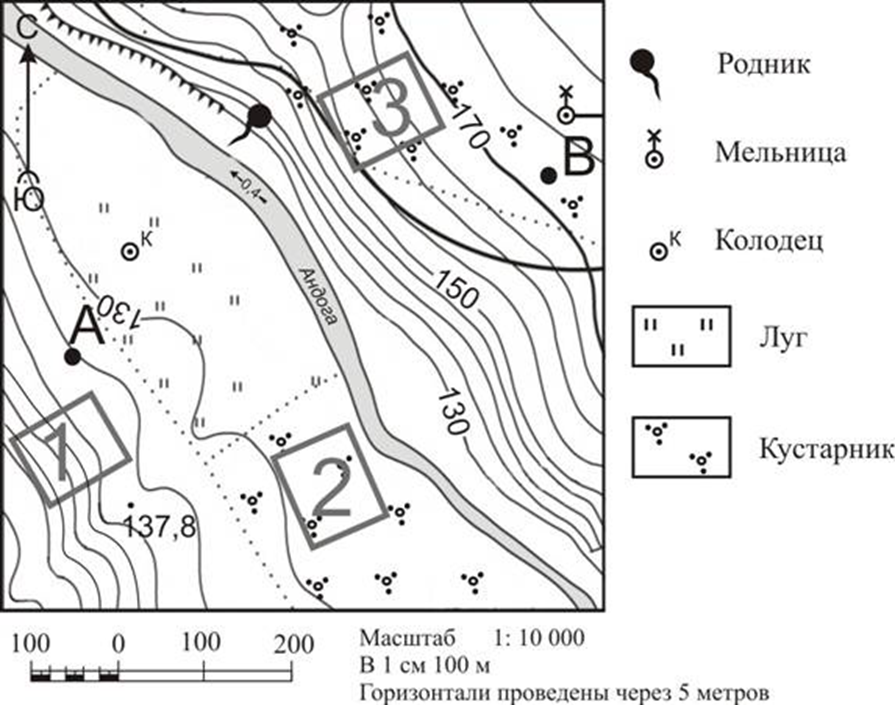 С
Ю
3
170
В
0,4
К
Андога
150
130
А
130
1
2
137,8
Родник
Мельница
К
Колодец
Луг
Кустарник
100 0 100 200
Масштаб 1: 10 000
В 1 см 100 м
Горизонтали проведены через 5 метров